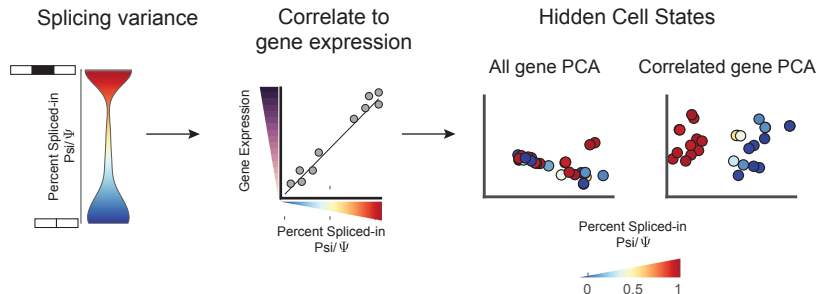 Splicing variance
Percent Spliced-in
Psi/Ψ
Correlate to
gene expression
Gene Expression
Percent Spliced-in
Psi/Ψ
Hidden Cell States
All gene PCA
Correlated gene PCA
Percent Spliced-in
Psi/Ψ
0 0.5 1